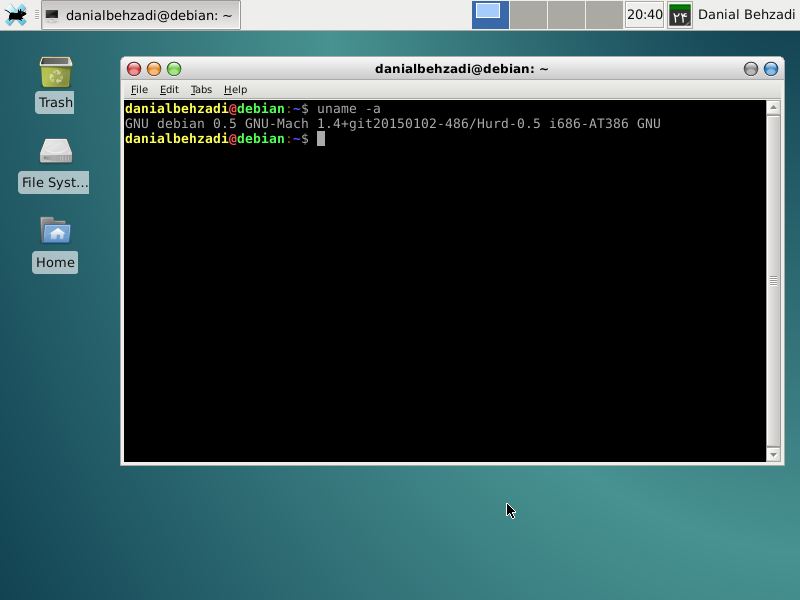 danialbehzadi@debian: ~
20:40
۲۴
Danial Behzadi
Trash
File Syst...
Home
danialbehzadi@debian: ~
File Edit Tabs Help
danialbehzadi@debian:~$ uname -a
GNU debian 0.5 GNU-Mach 1.4+git20150102-486/Hurd-0.5 i686-AT386 GNU
danialbehzadi@debian:~$